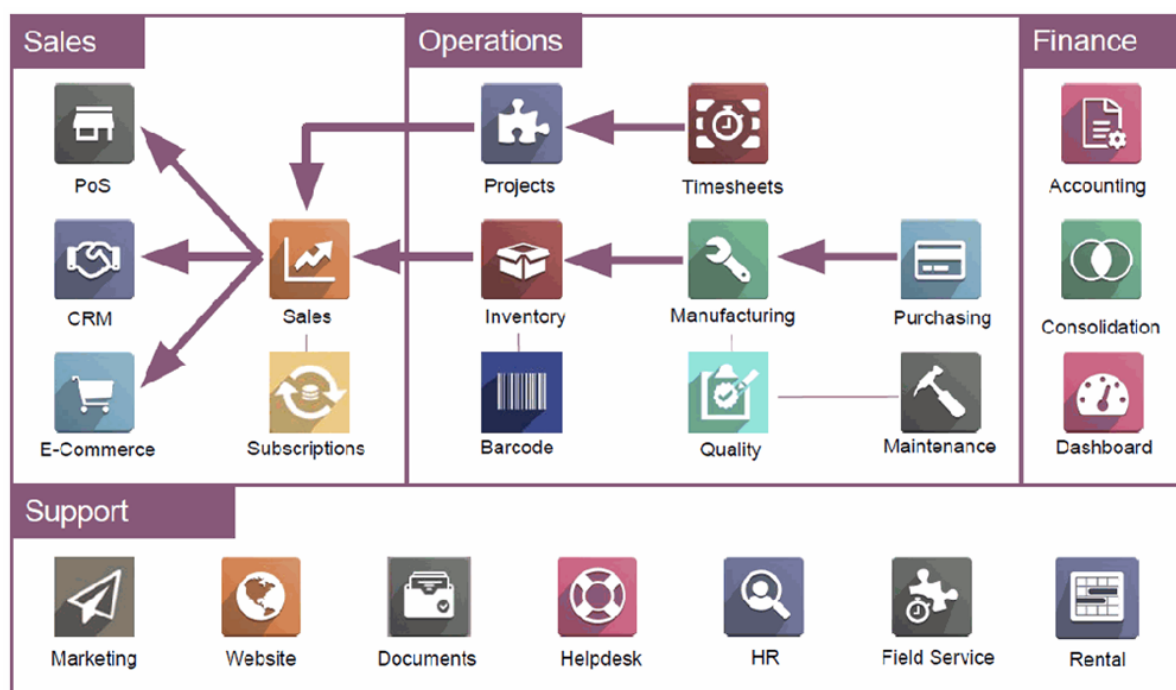 Sales
Operations
Finance
PoS
Projects
Timesheets
Accounting
CRM
Sales
Inventory
Manufacturing
Purchasing
Consolidation
E-Commerce
Subscriptions
Barcode
Quality
Maintenance
Dashboard
Support
Marketing
Website
Documents
Helpdesk
HR
Field Service
Rental